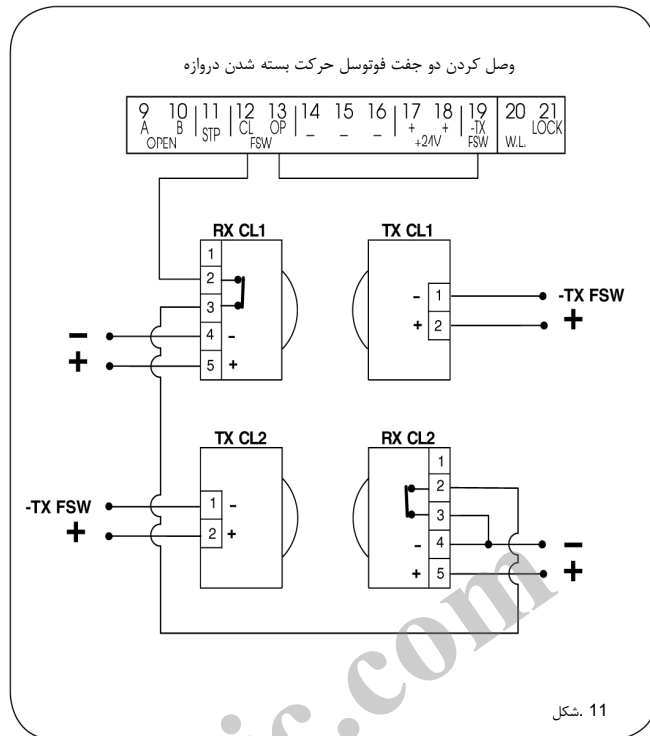 وصل کردن دو جفت فوتوسل حرکت بسته شدن دروازه
9 10 11 12 13 14 15 16 17 18 19 20 21
A B STP CL OP _ _ _ + + -TX W.L. LOCK
OPEN FSW +24V FSW
RX CL1 TX CL1
1
2
3
4 -
5 +
- 1 -TX FSW
+ 2 +
-
+
TX CL2 RX CL2
-TX FSW 1 -
+ 2 +
1
2
3
- 4 -
+ 5 +
شکل. 11
ic.com